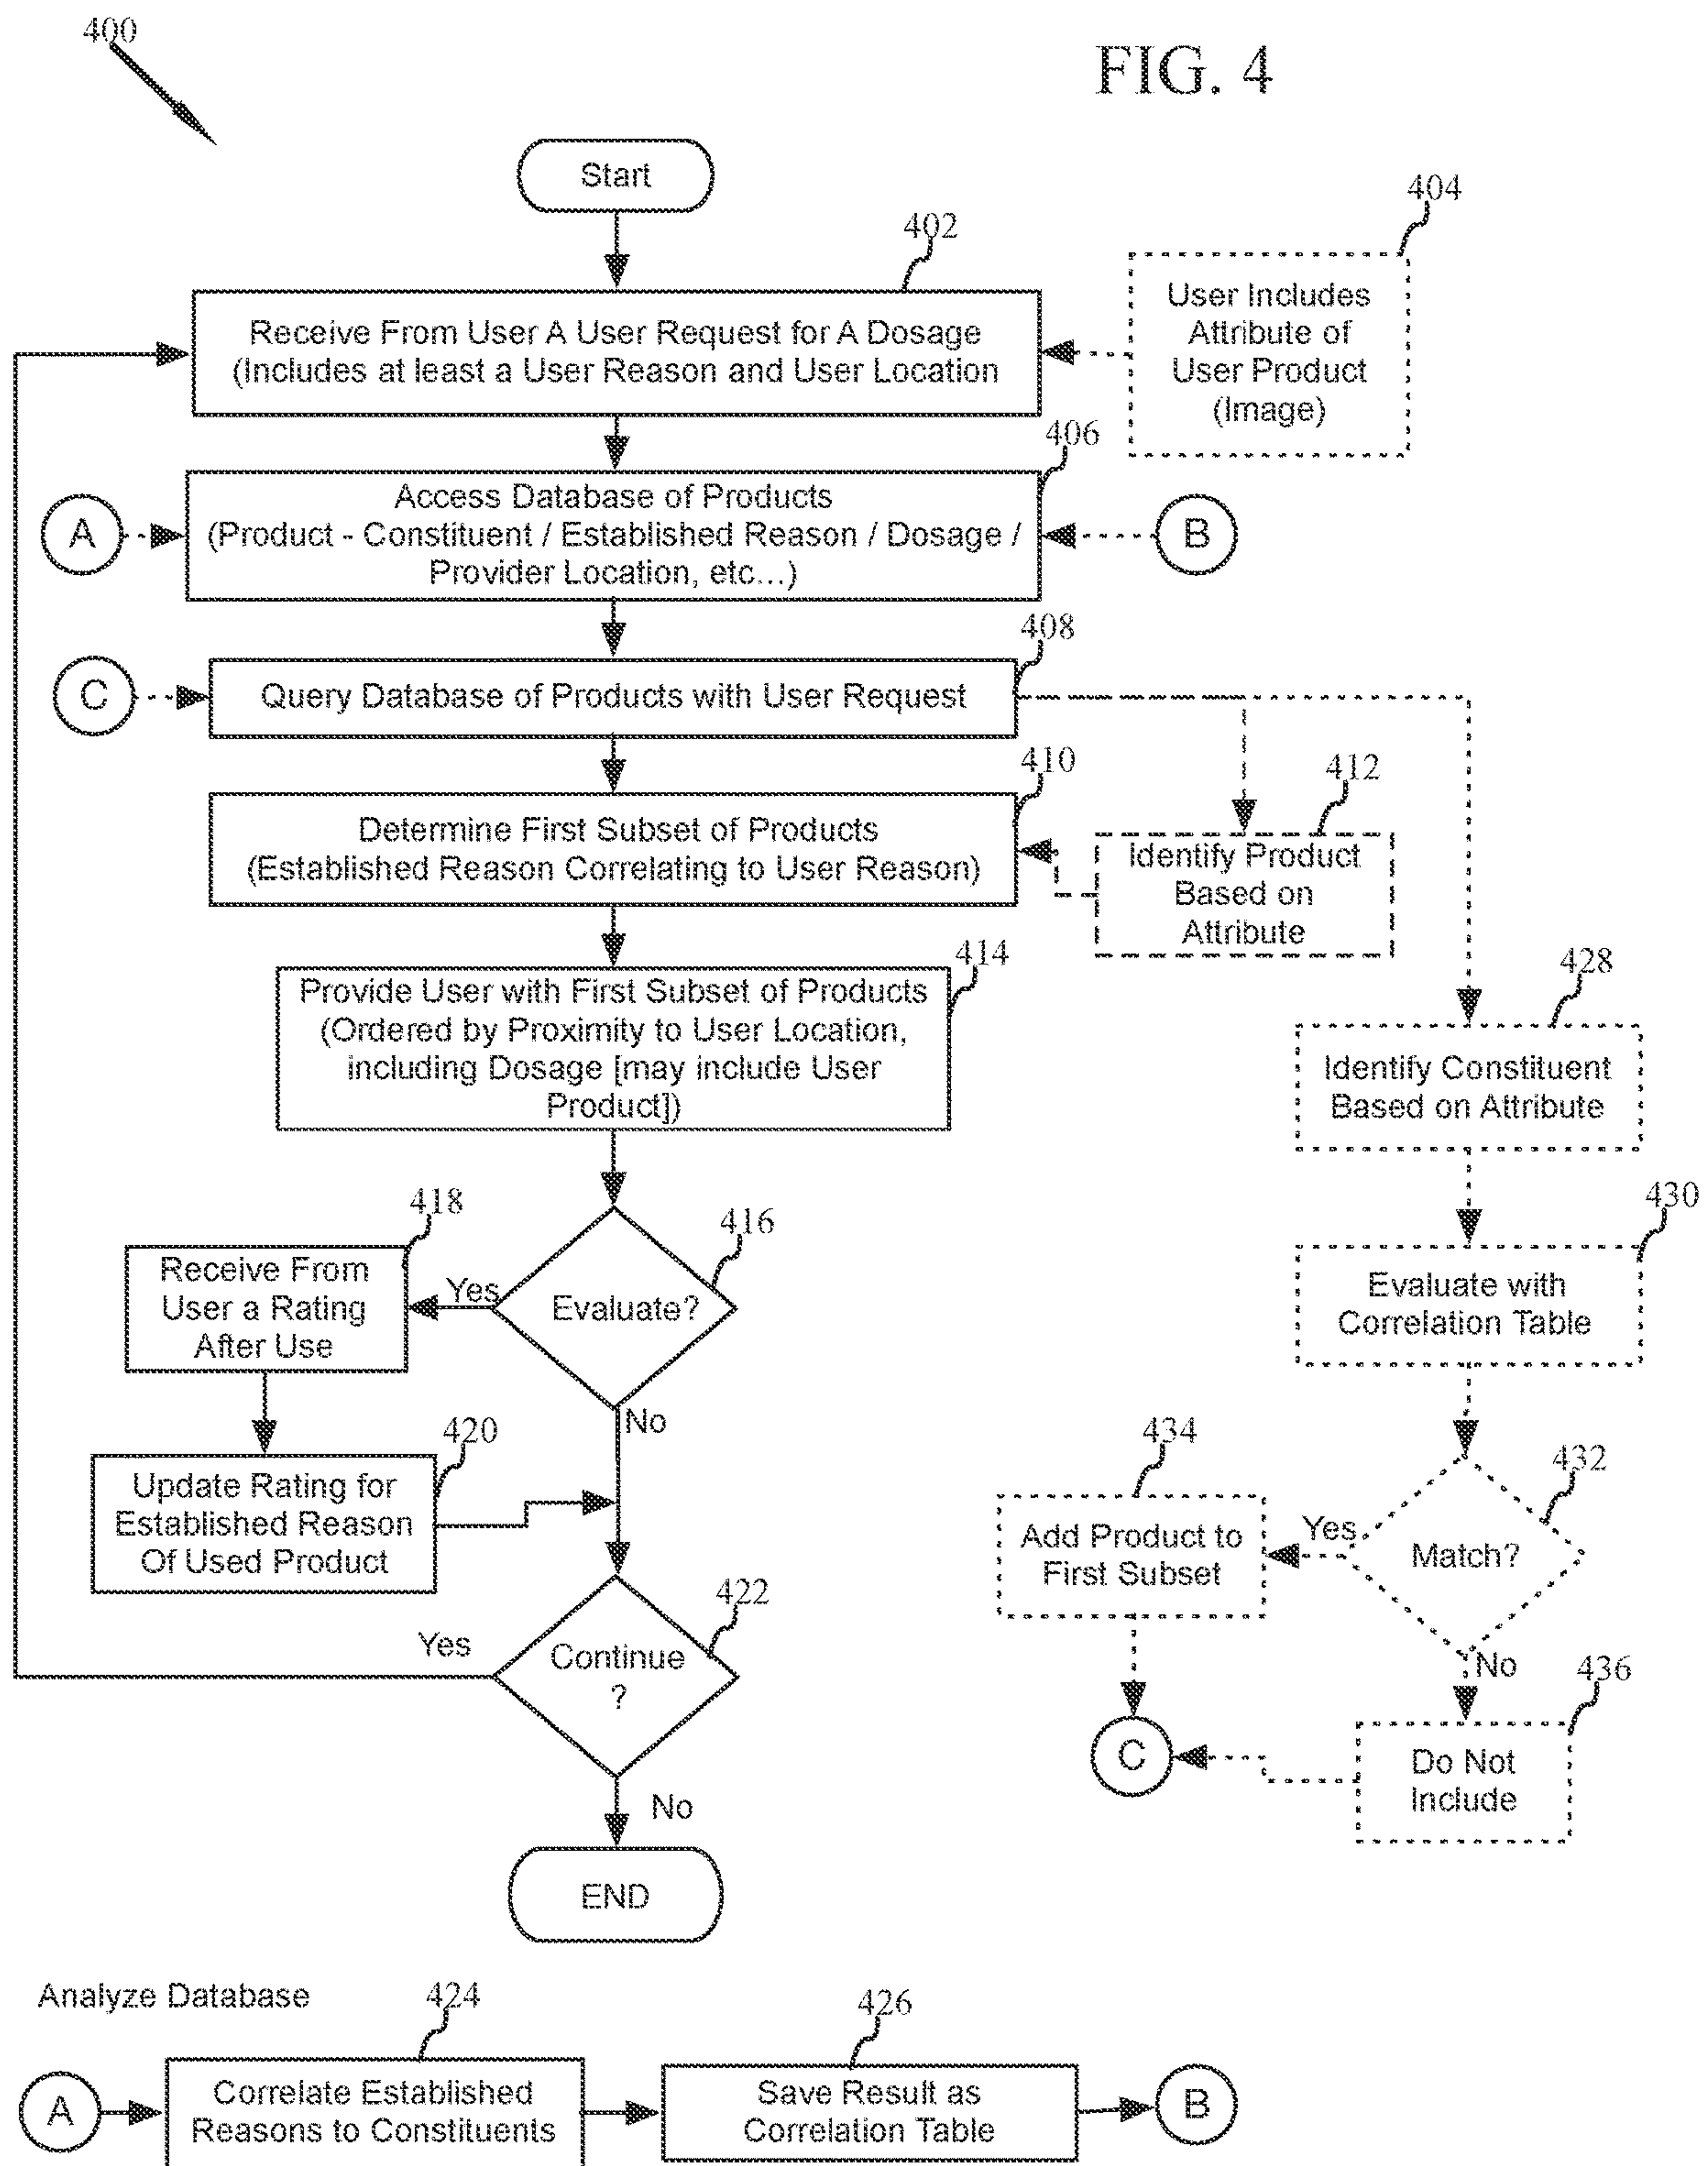 400
FIG. 4
Start
402
404
Receive From User A User Request for A Dosage
(Includes at least a User Reason and User Location
User Includes
Attribute of
User Product
(Image)
406
Access Database of Products
(Product - Constituent / Established Reason / Dosage /
Provider Location, etc...)
A
B
408
C
Query Database of Products with User Request
410
Determine First Subset of Products
(Established Reason Correlating to User Reason)
412
Identify Product
Based on
Attribute
414
Provide User with First Subset of Products
(Ordered by Proximity to User Location,
including Dosage [may include User
Product])
428
Identify Constituent
Based on Attribute
416
Evaluate?
Yes
No
418
Receive From
User a Rating
After Use
430
Evaluate with
Correlation Table
420
Update Rating for
Established Reason
Of Used Product
432
Match?
Yes
No
434
Add Product to
First Subset
422
Continue
?
Yes
No
436
Do Not
Include
C
END
Analyze Database
424
426
A
Correlate Established
Reasons to Constituents
Save Result as
Correlation Table
B